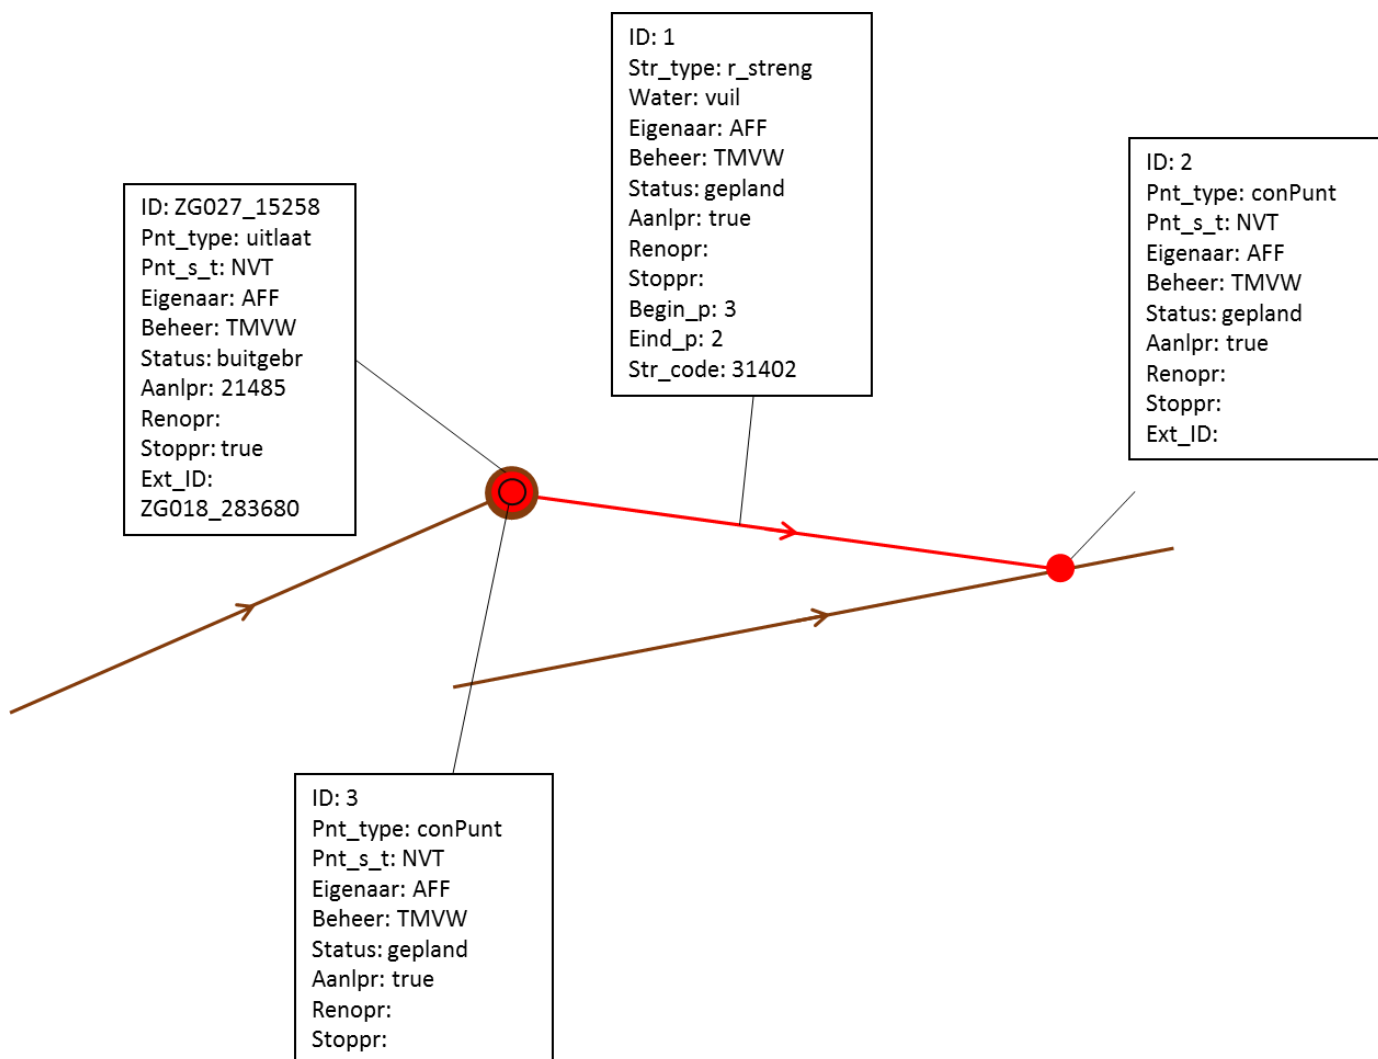 ID: 1
Str_type: r_streng
Water: vuil
Eigenaar: AFF
Beheer: TMVW
Status: gepland
Aanlpr: true
Renopr:
Stoppr:
Begin_p: 3
Eind_p: 2
Str_code: 31402
ID: 2
Pnt_type: conPunt
Pnt_s_t: NVT
Eigenaar: AFF
Beheer: TMVW
Status: gepland
Aanlpr: true
Renopr:
Stoppr:
Ext_ID:
ID: ZG027_15258
Pnt_type: uitlaat
Pnt_s_t: NVT
Eigenaar: AFF
Beheer: TMVW
Status: buitgebr
Aanlpr: 21485
Renopr:
Stoppr: true
Ext_ID:
ZG018_283680
ID: 3
Pnt_type: conPunt
Pnt_s_t: NVT
Eigenaar: AFF
Beheer: TMVW
Status: gepland
Aanlpr: true
Renopr:
Stoppr: